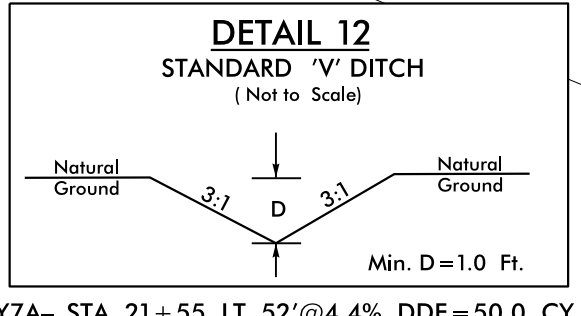 DETAIL 12
STANDARD 'V' DITCH
( Not to Scale)
Natural
Ground
3:1
D
3:1
Natural
Ground
Min. D=1.0 Ft.
Y7A– STA. 21+55 LT. 52'@4.4% DDE=50.0 CY